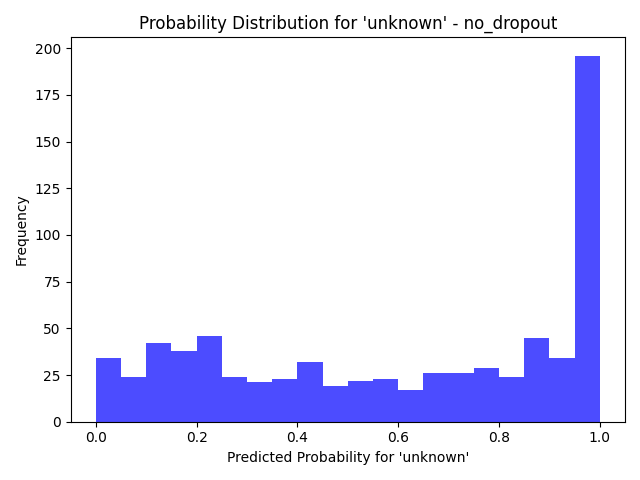 Probability Distribution for 'unknown' - no_dropout
200
175
150
125
100
75
50
25
0
Frequency
0.0 0.2 0.4 0.6 0.8 1.0
Predicted Probability for 'unknown'